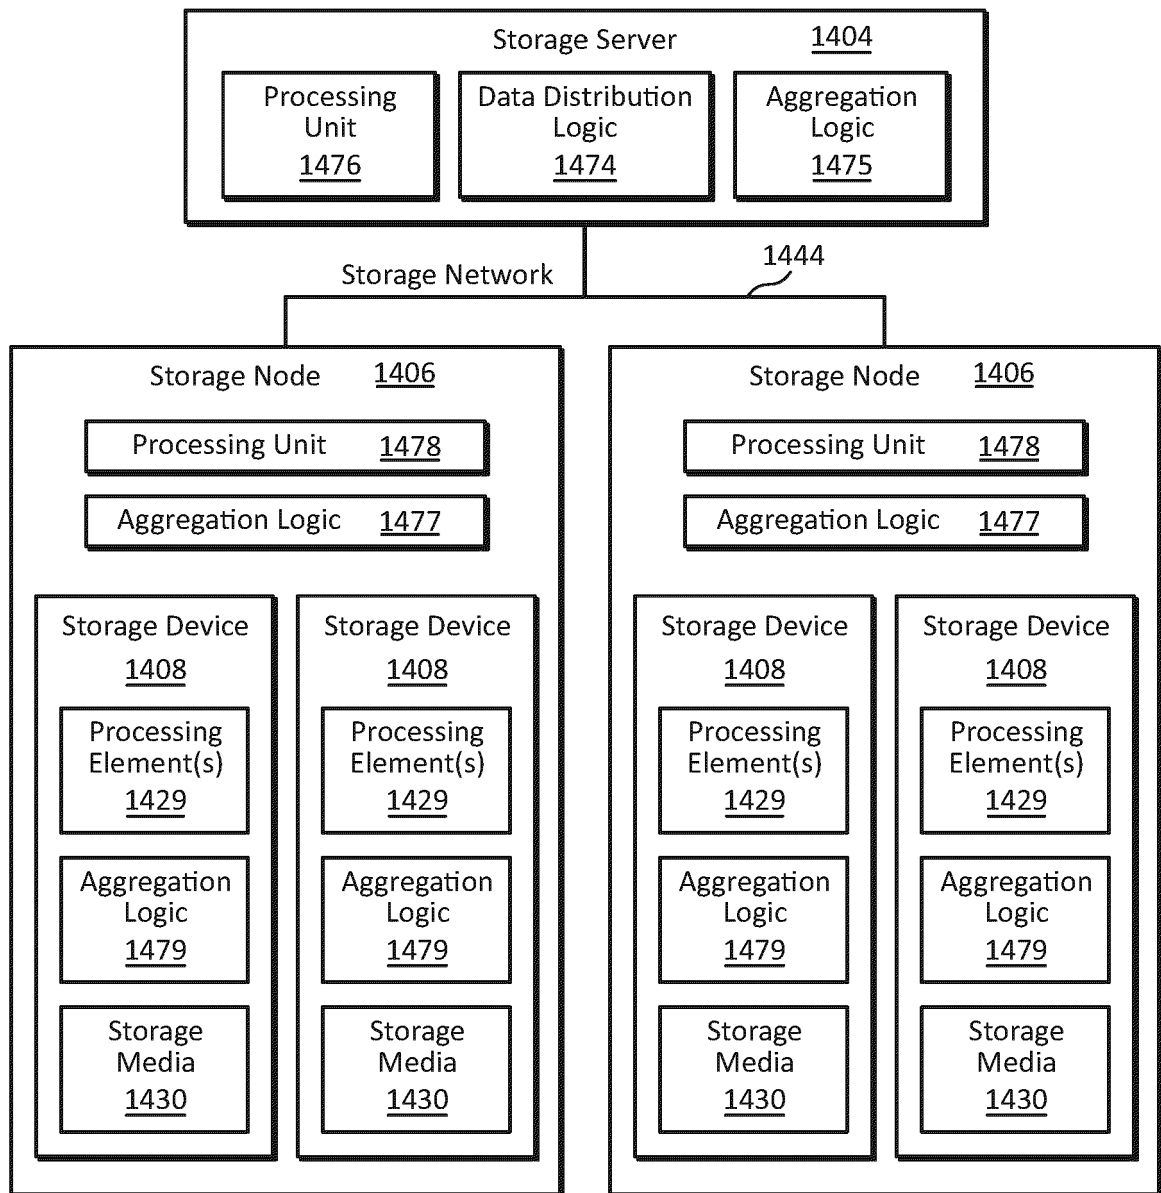 Storage Server 1404
Processing
Unit
1476
Data Distribution
Logic
1474
Aggregation
Logic
1475
Storage Network
1444
Storage Node 1406
Processing Unit 1478
Aggregation Logic 1477
Storage Device
1408
Processing
Element(s)
1429
Aggregation
Logic
1479
Storage
Media
1430
Storage Device
1408
Processing
Element(s)
1429
Aggregation
Logic
1479
Storage
Media
1430
Storage Node 1406
Processing Unit 1478
Aggregation Logic 1477
Storage Device
1408
Processing
Element(s)
1429
Aggregation
Logic
1479
Storage
Media
1430
Storage Device
1408
Processing
Element(s)
1429
Aggregation
Logic
1479
Storage
Media
1430